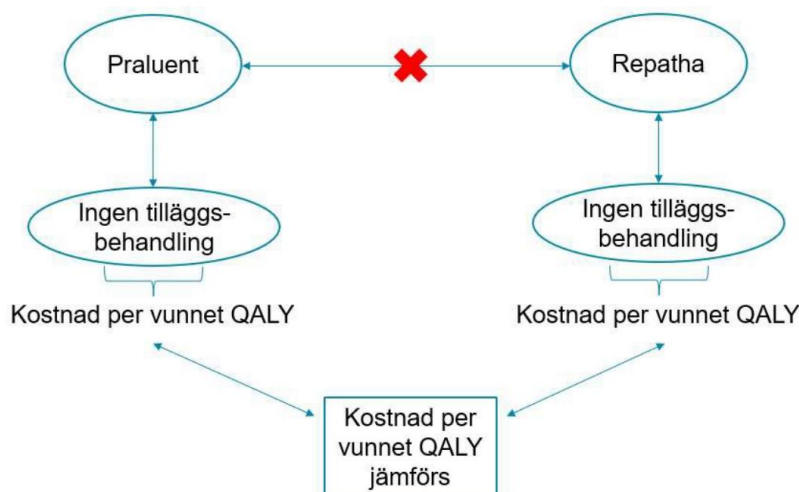 Praluent
Repatha
Ingen tilläggs-
behandling
Ingen tilläggs-
behandling
Kostnad per vunnet QALY
Kostnad per vunnet QALY
Kostnad per
vunnet QALY
jämförs